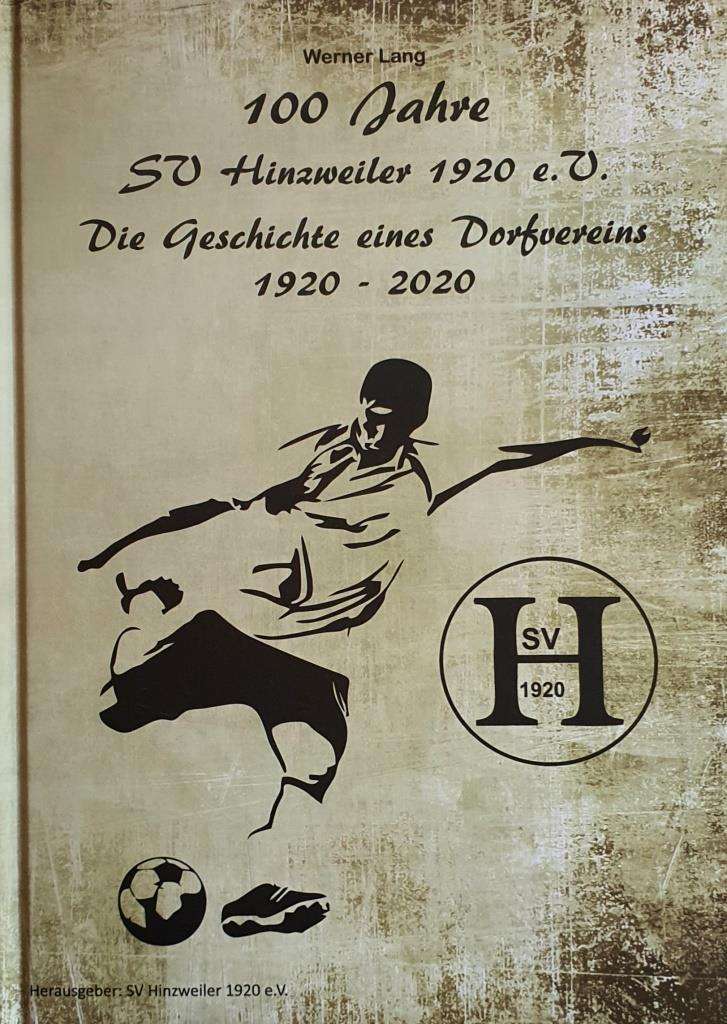 Werner Lang
100 Jahre
SV Hinzweiler 1920 e.V.
Die Geschichte eines Dorfvereins
1920 - 2020
H
SV
1920
Herausgeber: SV Hinzweiler 1920 e.V.